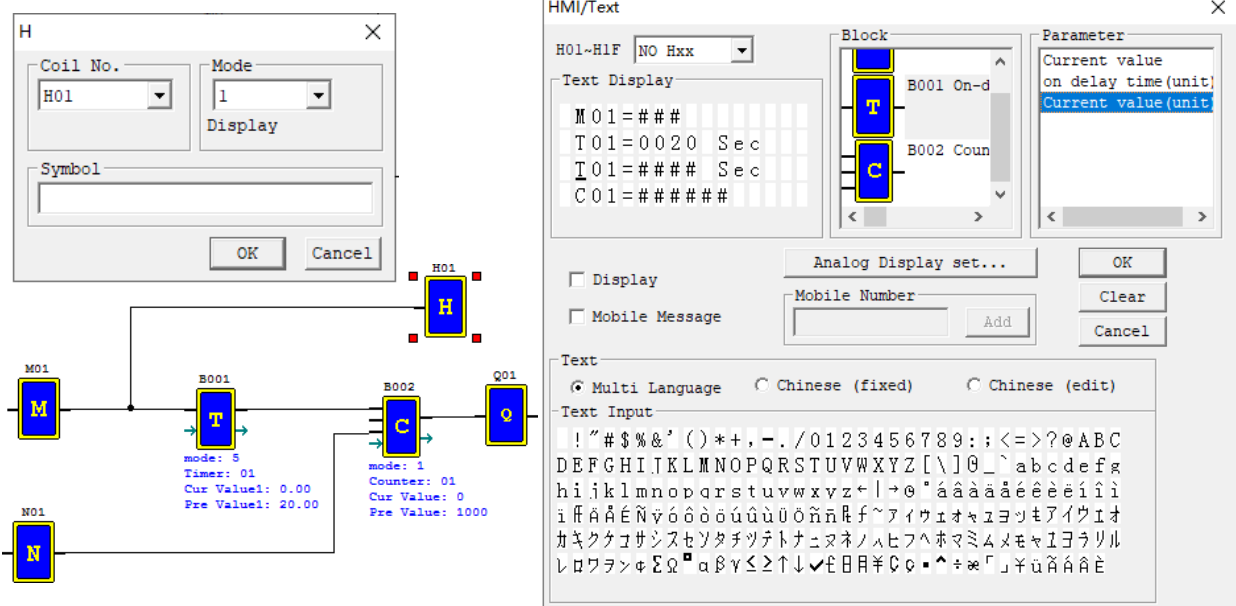 H
Coil No.
H01
Mode
1
Display
Symbol
OK
Cancel
H01
H
M01
M
B001
T
mode: 5
Timer: 01
Cur Value1: 0.00
Pre Value1: 20.00
B002
C
mode: 1
Counter: 01
Cur Value: 0
Pre Value: 1000
Q01
Q
N01
N
HMI/Text
H01~H1F
NO Hxx
Text Display
M01=###
T01=0020 Sec
T01=#### Sec
C01=######
Block
T
B001 On-d
C
B002 Coun
Parameter
Current value
on delay time(unit)
Current value(unit
Display
Mobile Message
Analog Display set...
Mobile Number
Add
OK
Clear
Cancel
Text
Multi Language
Chinese (fixed)
Chinese (edit)
Text Input
!"#$%&'()*+,-./0123456789:;<=>?@ABC
DEFGHIJKLMNOPQRSTUVWXYZ[\]θ_`abcdefg
hijklmnopqrstuvwxyz